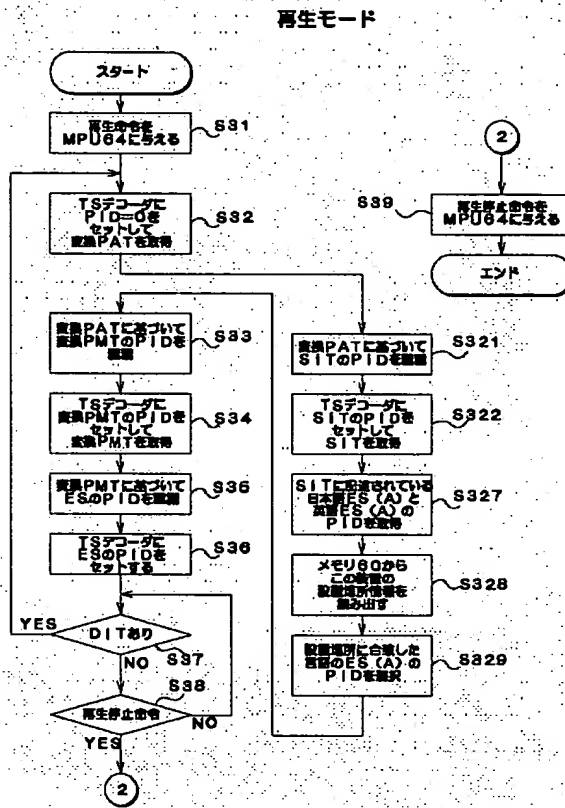 再生モード
スタート
再生命令を
MPU64に与える
S31
TSデコーダに
PID=0を
セットして
変換PATを取得
S32
変換PATに基づいて
変換PMTのPIDを
認識
S33
TSデコーダに
変換PMTのPIDを
セットして
変換PMTを取得
S34
変換PMTに基づいて
ESのPIDを認識
S35
TSデコーダに
ESのPIDを
セットする
S36
YES
DITあり
S37
NO
S38
再生停止命令
NO
YES
2
変換PATに基づいて
SITのPIDを認識
S321
TSデコーダに
SITのPIDを
セットして
SITを取得
S322
SITに記述されている
日本語ES(A)と
英語ES(A)の
PIDを取得
S327
メモリ60から
この装置の
設置場所情報を
読み出す
S328
設置場所に合致した
言語のES(A)の
PIDを選択
S329
2
S39
再生停止命令を
MPU64に与える
エンド